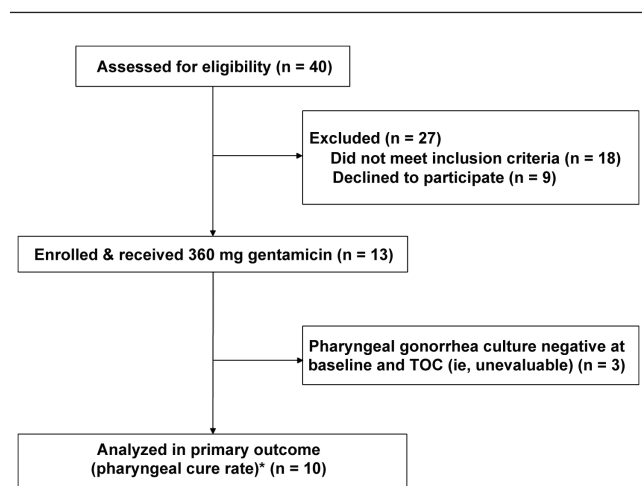 Assessed for eligibility (n = 40)
Excluded (n = 27)
Did not meet inclusion criteria (n = 18)
Declined to participate (n = 9)
Enrolled & received 360 mg gentamicin (n = 13)
Pharyngeal gonorrhea culture negative at
baseline and TOC (ie, unevaluable) (n = 3)
Analyzed in primary outcome
(pharyngeal cure rate)* (n = 10)